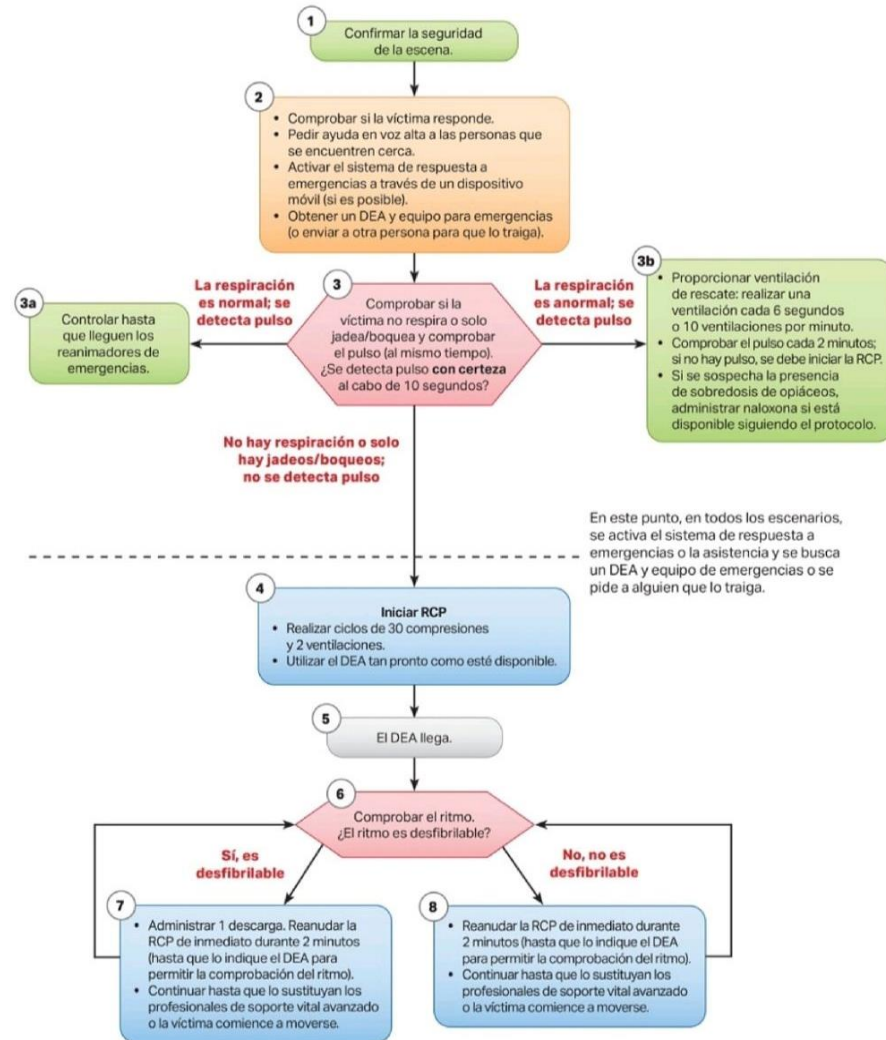 1
Confirmar la seguridad
de la escena.
2
• Comprobar si la víctima responde.
• Pedir ayuda en voz alta a las personas que
se encuentren cerca.
• Activar el sistema de respuesta a
emergencias a través de un dispositivo
móvil (si es posible).
• Obtener un DEA y equipo para emergencias
(o enviar a otra persona para que lo traiga).
3a
Controlar hasta
que lleguen los
reanimadores de
emergencias.
La respiración
es normal; se
detecta pulso
3
Comprobar si la
víctima no respira o solo
jadea/boquea y comprobar
el pulso (al mismo tiempo).
¿Se detecta pulso con certeza
al cabo de 10 segundos?
La respiración
es anormal; se
detecta pulso
3b
• Proporcionar ventilación
de rescate: realizar una
ventilación cada 6 segundos
o 10 ventilaciones por minuto.
• Comprobar el pulso cada 2 minutos;
si no hay pulso, se debe iniciar la RCP.
• Si se sospecha la presencia
de sobredosis de opiáceos,
administrar naloxona si está
disponible siguiendo el protocolo.
No hay respiración o solo
hay jadeos/boqueos;
no se detecta pulso
En este punto, en todos los escenarios,
se activa el sistema de respuesta a
emergencias o la asistencia y se busca
un DEA y equipo de emergencias o se
pide a alguien que lo traiga.
4
Iniciar RCP
• Realizar ciclos de 30 compresiones
y 2 ventilaciones.
• Utilizar el DEA tan pronto como esté disponible.
5
El DEA llega.
6
Comprobar el ritmo.
¿El ritmo es desfibrilable?
Sí, es
desfibrilable
No, no es
desfibrilable
7
• Administrar 1 descarga. Reanudar la
RCP de inmediato durante 2 minutos
(hasta que lo indique el DEA para
permitir la comprobación del ritmo).
• Continuar hasta que lo sustituyan los
profesionales de soporte vital avanzado
o la víctima comience a moverse.
8
• Reanudar la RCP de inmediato durante
2 minutos (hasta que lo indique el DEA
para permitir la comprobación del ritmo).
• Continuar hasta que lo sustituyan los
profesionales de soporte vital avanzado
o la víctima comience a moverse.